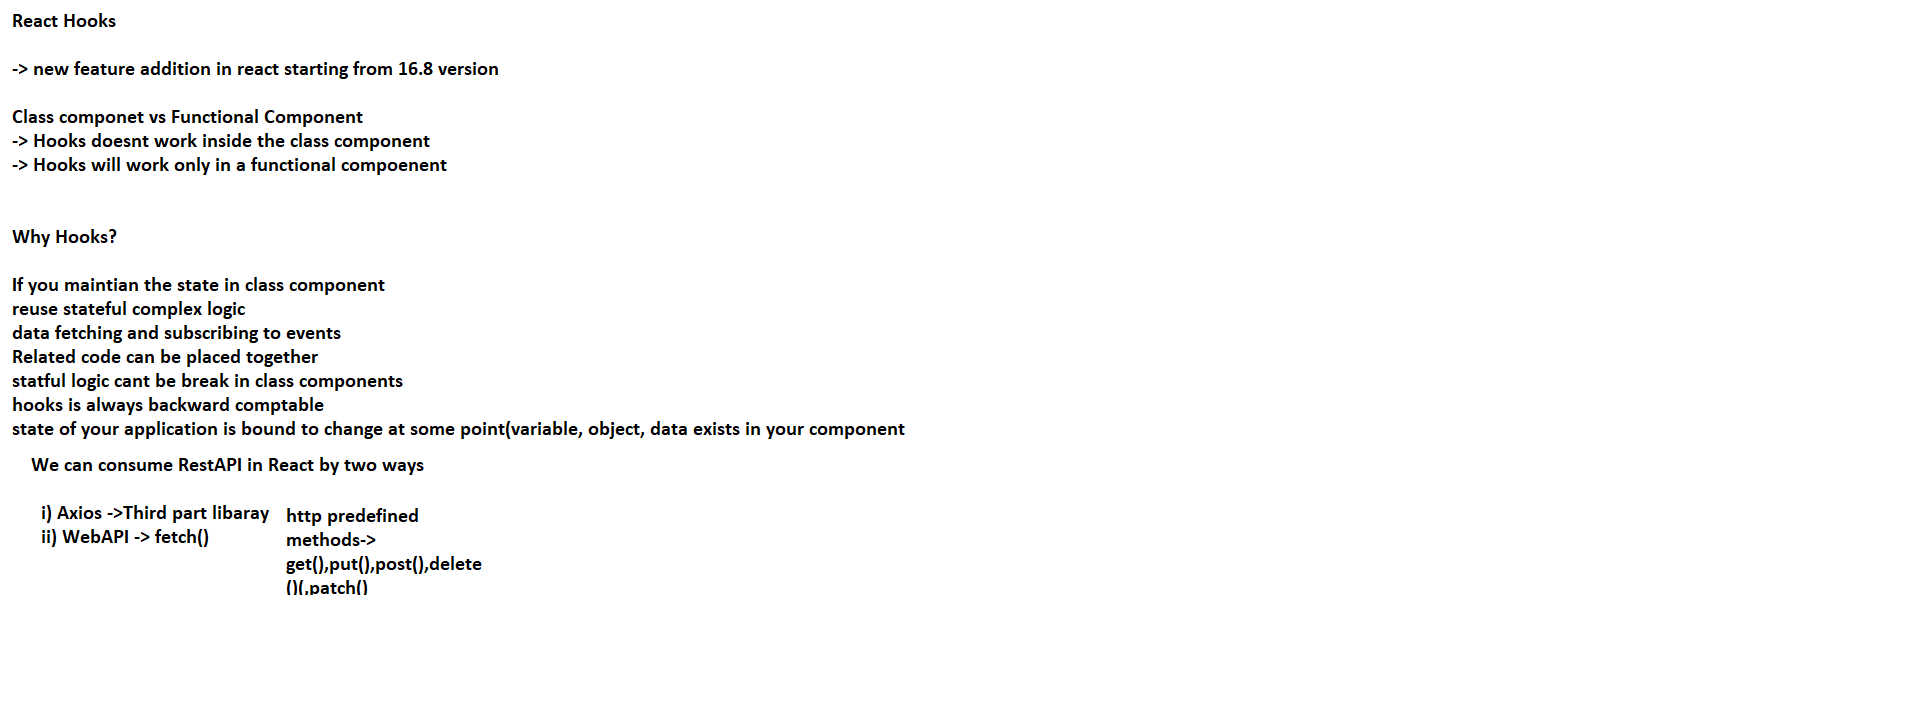 React Hooks
-> new feature addition in react starting from 16.8 version
Class componet vs Functional Component
-> Hooks doesnt work inside the class component
-> Hooks will work only in a functional compoenent
Why Hooks?
If you maintian the state in class component
reuse stateful complex logic
data fetching and subscribing to events
Related code can be placed together
statful logic cant be break in class components
hooks is always backward comptable
state of your application is bound to change at some point(variable, object, data exists in your component
We can consume RestAPI in React by two ways
i) Axios ->Third part libaray
ii) WebAPI -> fetch()
http predefined
methods->
get(),put(),post(),delete
()(,patch()